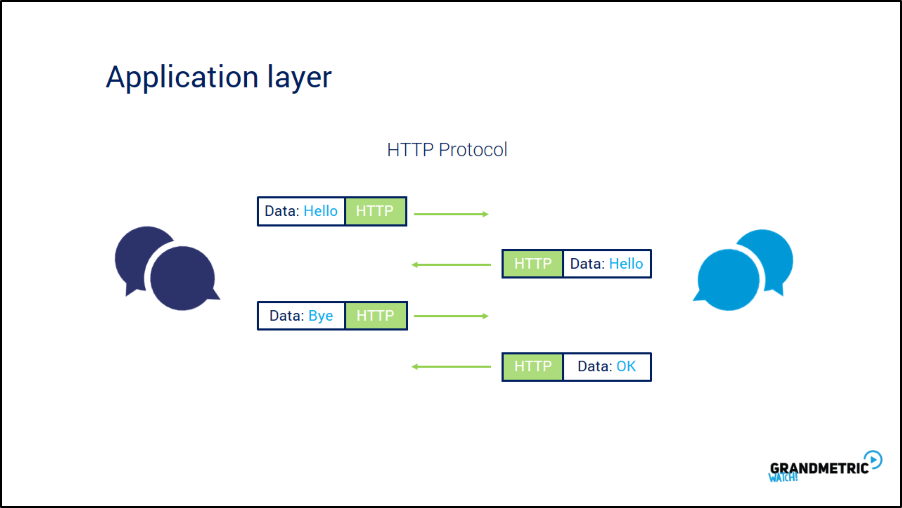 Application layer
HTTP Protocol
Data: Hello HTTP
HTTP Data: Hello
Data: Bye HTTP
HTTP Data: OK
GRANDMETRIC
WATCH!